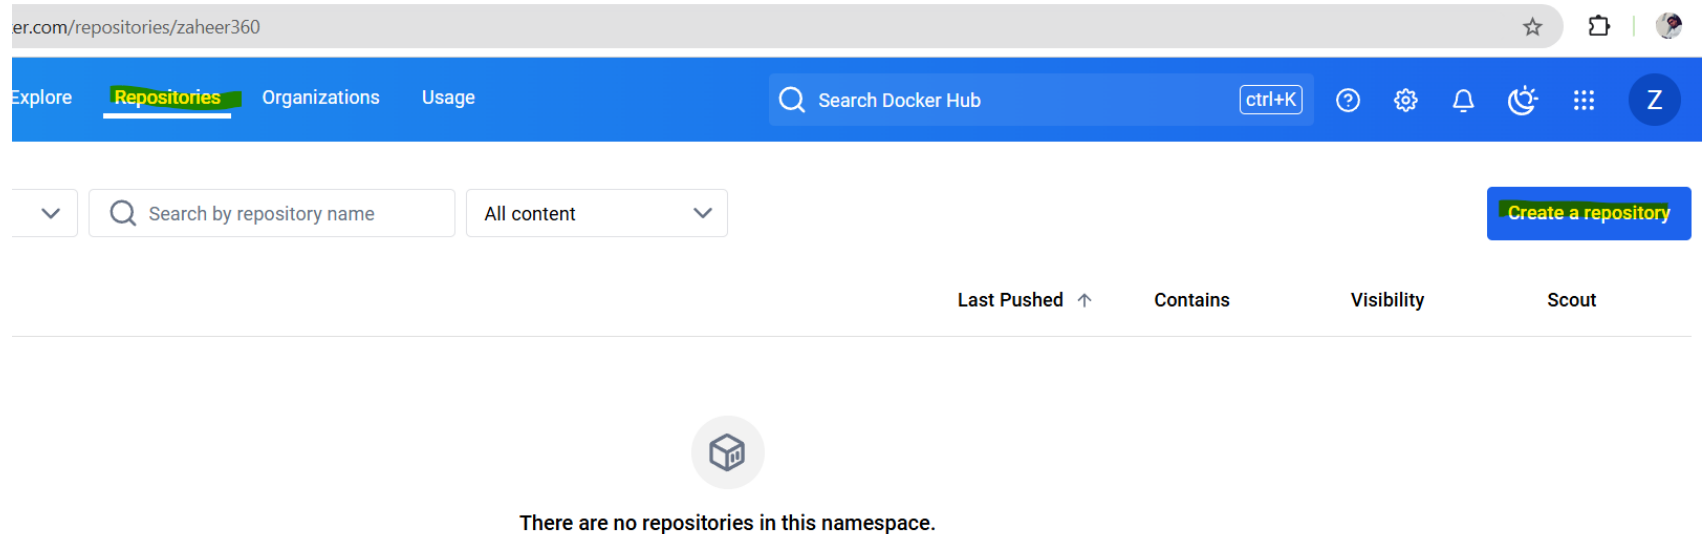 er.com/repositories/zaheer360
Explore Repositories Organizations Usage Search Docker Hub ctrl+K Z
Search by repository name All content Create a repository
Last Pushed Contains Visibility Scout
There are no repositories in this namespace.